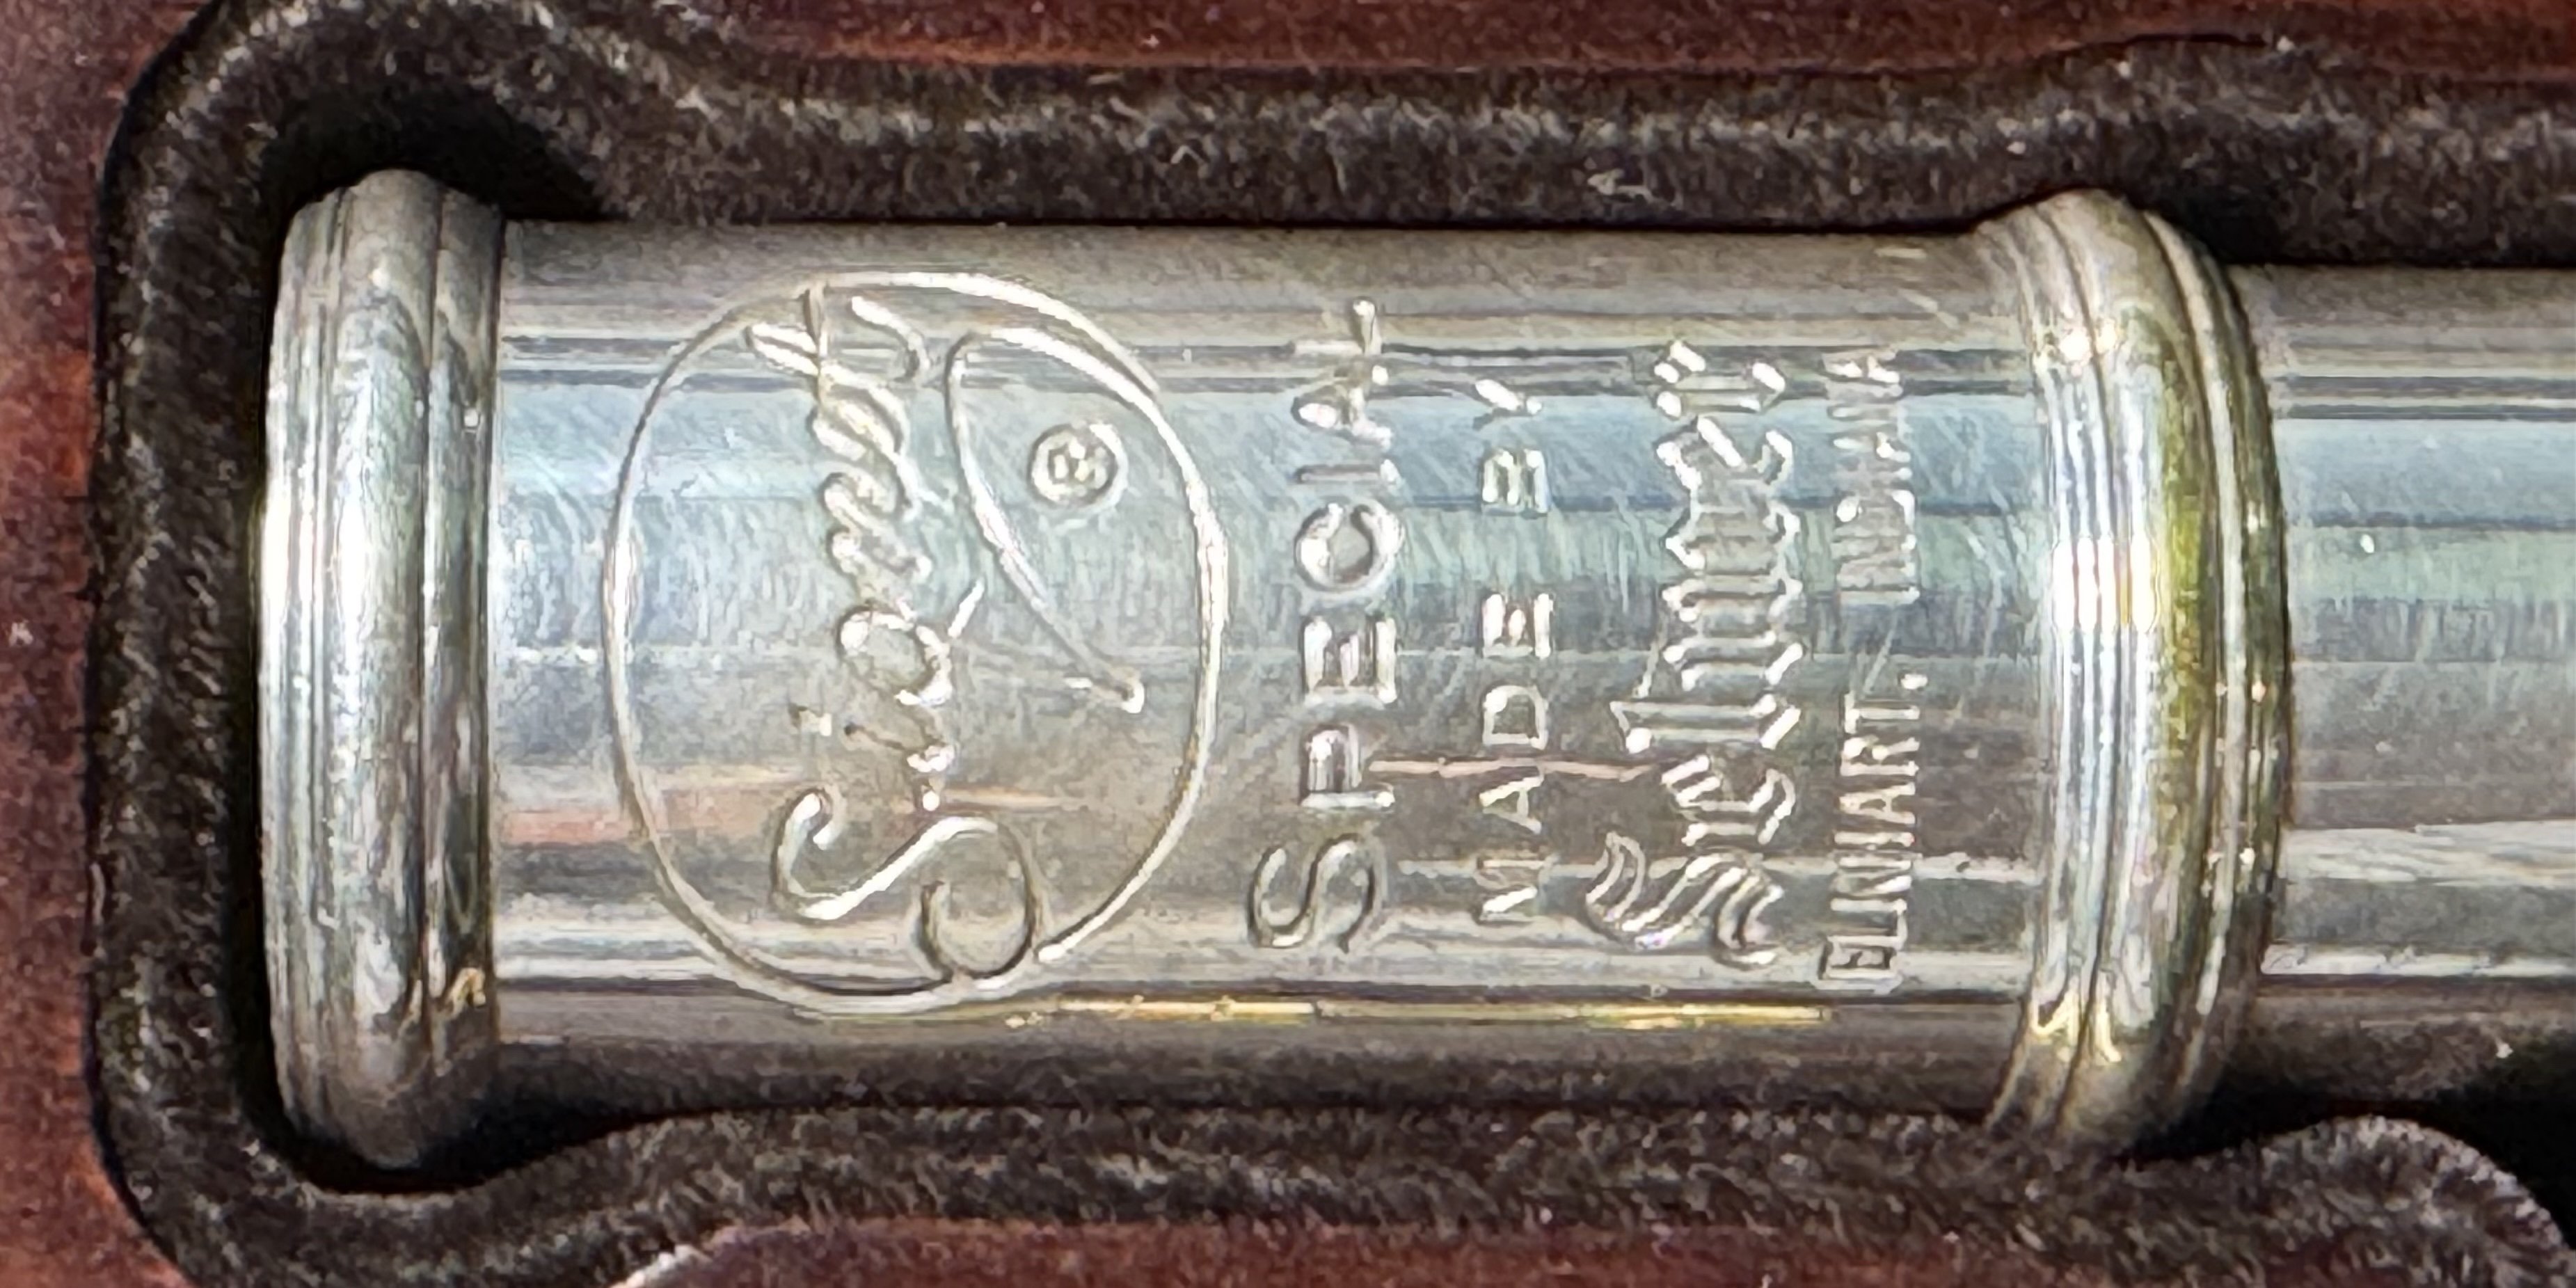 Signet
®
SPECIAL
MADE BY
Selmer
ELKHART, INDIANA